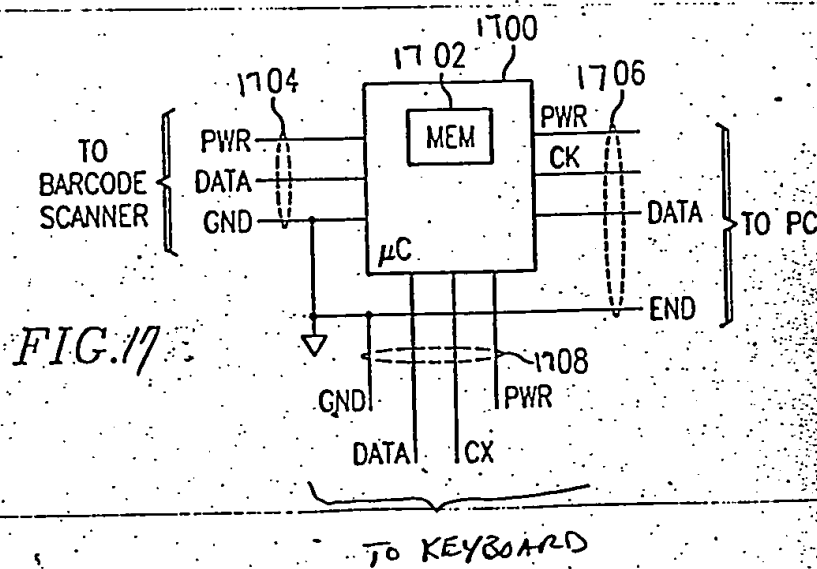 1700
1702
1704
1706
TO
BARCODE
SCANNER
PWR
DATA
GND
MEM
μC
PWR
CK
DATA
END
TO PC
FIG.17
1708
GND
DATA
CX
PWR
TO KEYBOARD